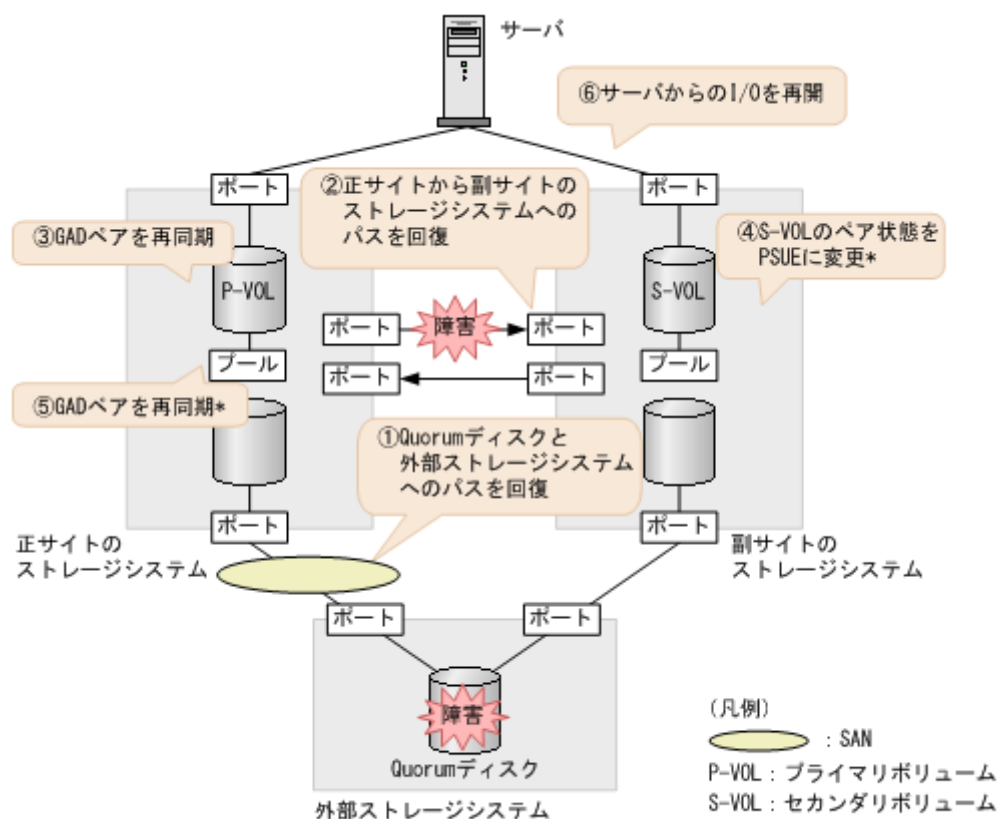 サーバ
⑥サーバからのI/Oを再開
ポート
ポート
②正サイトから副サイトの
ストレージシステムへの
パスを回復
③GADペアを再同期
④S-VOLのペア状態を
PSUEに変更*
P-VOL
S-VOL
ポート
障害
ポート
プール
プール
ポート
ポート
⑤GADペアを再同期*
①Quorumディスクと
外部ストレージシステム
へのパスを回復
ポート
ポート
正サイトの
ストレージシステム
副サイトの
ストレージシステム
ポート
ポート
障害
Quorumディスク
外部ストレージシステム
(凡例)
：SAN
P-VOL：プライマリボリューム
S-VOL：セカンダリボリューム